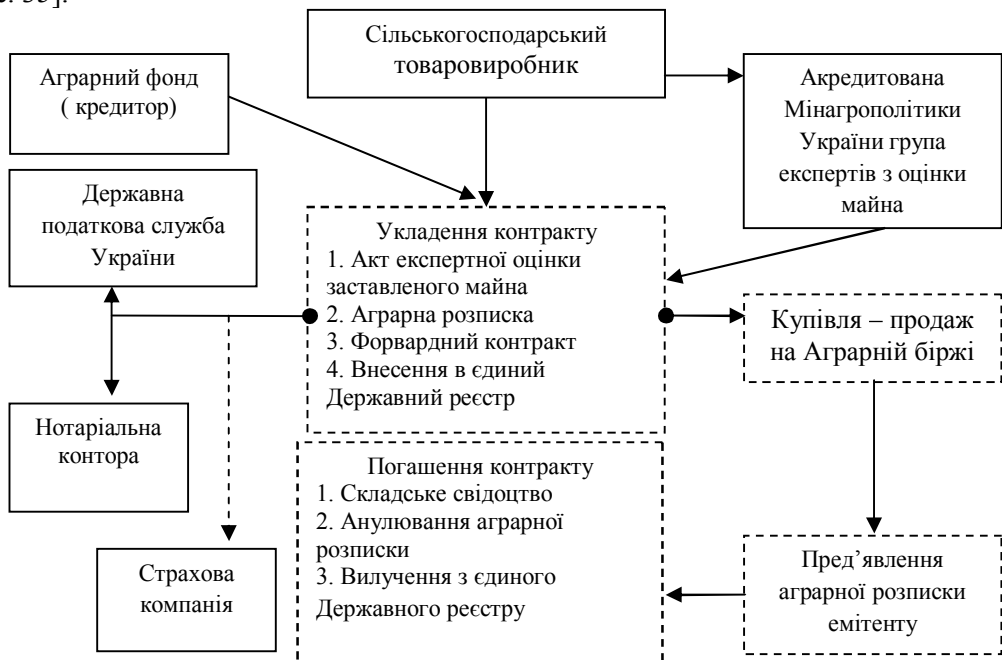 с. 35].
Сільськогосподарський
товаровиробник
Аграрний фонд
( кредитор)
Акредитована
Мінагрополітики
України група
експертів з оцінки
майна
Державна
податкова служба
України
Укладення контракту
1. Акт експертної оцінки
заставленого майна
2. Аграрна розписка
3. Форвардний контракт
4. Внесення в єдиний
Державний реєстр
Купівля – продаж
на Аграрній біржі
Нотаріальна
контора
Погашення контракту
1. Складське свідоцтво
2. Анулювання аграрної
розписки
3. Вилучення з єдиного
Державного реєстру
Страхова
компанія
Пред’явлення
аграрної розписки
емітенту